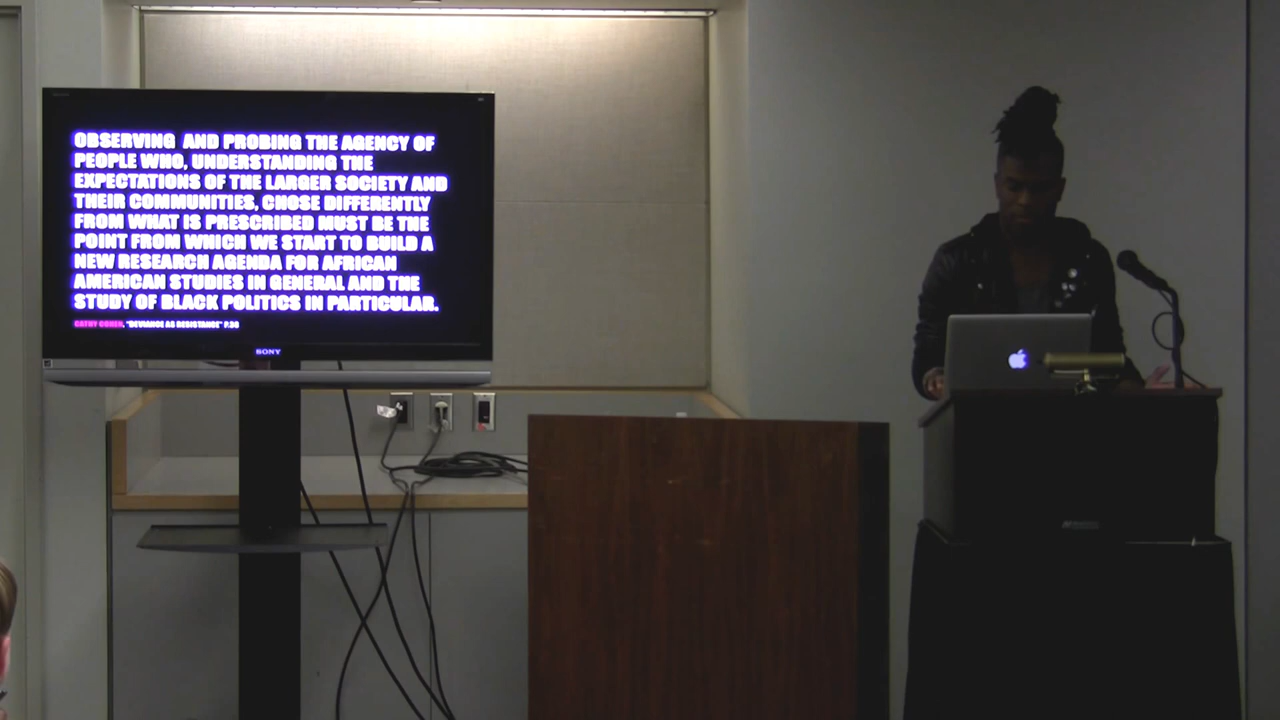 OBSERVING AND PROBING THE AGENCY OF
PEOPLE WHO, UNDERSTANDING THE
EXPECTATIONS OF THE LARGER SOCIETY AND
THEIR COMMUNITIES, CHOSE DIFFERENTLY
FROM WHAT IS PRESCRIBED MUST BE THE
POINT FROM WHICH WE START TO BUILD A
NEW RESEARCH AGENDA FOR AFRICAN
AMERICAN STUDIES IN GENERAL AND THE
STUDY OF BLACK POLITICS IN PARTICULAR.
CATHY COHEN, "DEVIANCE AS RESISTANCE" P.
SONY